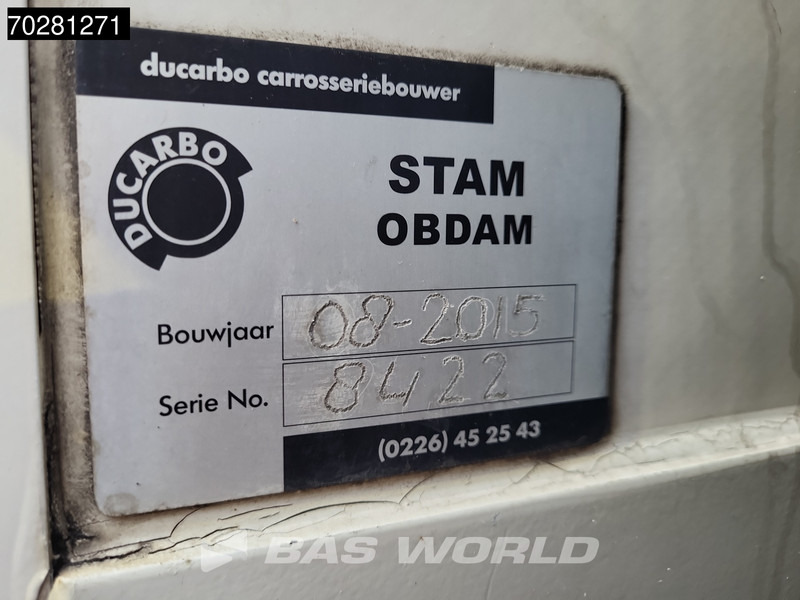 70281271
ducarbo carrosseriebouwer
DUCARBO
STAM
OBDAM
Bouwjaar 08-2015
Serie No. 8422
(0226) 45 25 43
BAS WORLD